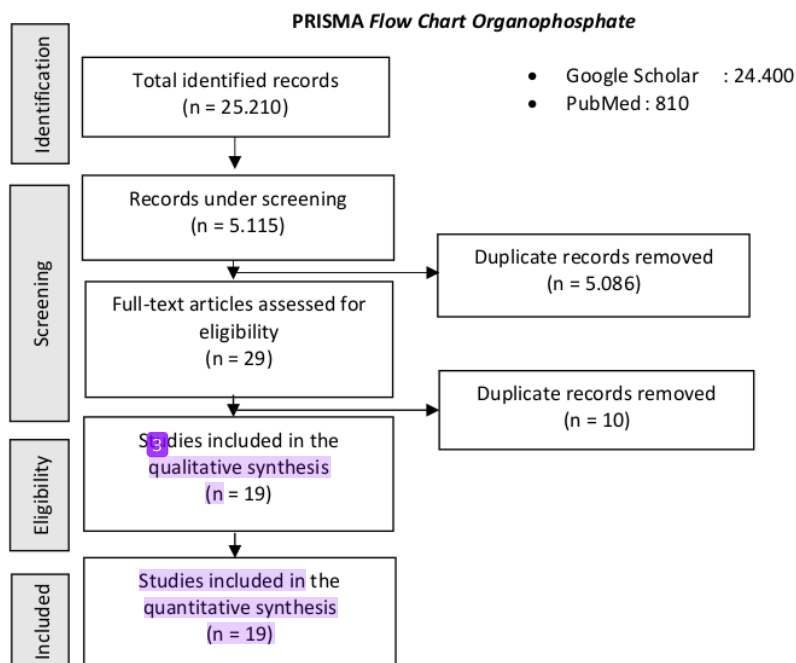 PRISMA Flow Chart Organophosphate
Identification
Total identified records
(n = 25.210)
• Google Scholar : 24.400
• PubMed : 810
Screening
Records under screening
(n = 5.115)
Duplicate records removed
(n = 5.086)
Full-text articles assessed for
eligibility
(n = 29)
Duplicate records removed
(n = 10)
Eligibility
3
Studies included in the
qualitative synthesis
(n = 19)
Included
Studies included in the
quantitative synthesis
(n = 19)